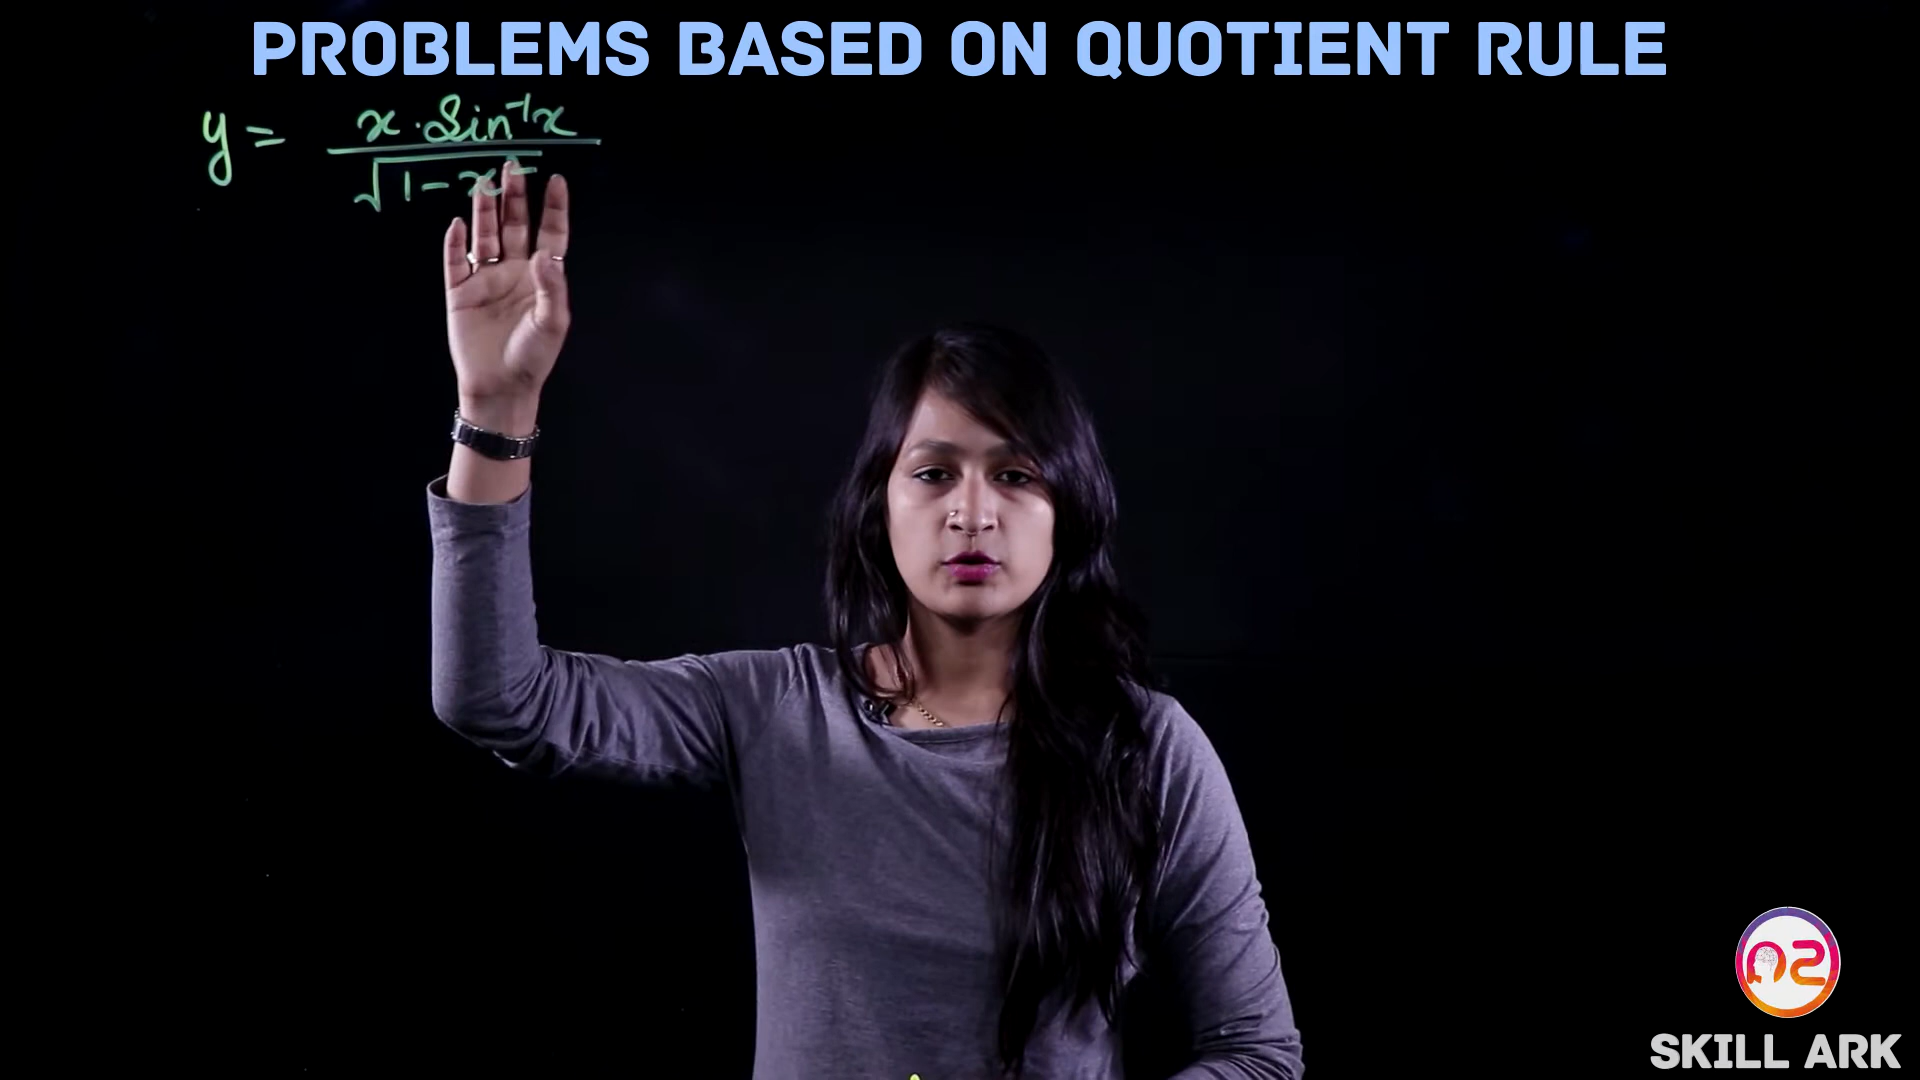 PROBLEMS BASED ON QUOTIENT RULE
y = x · Sin⁻¹x / √1 - x²
SKILL ARK